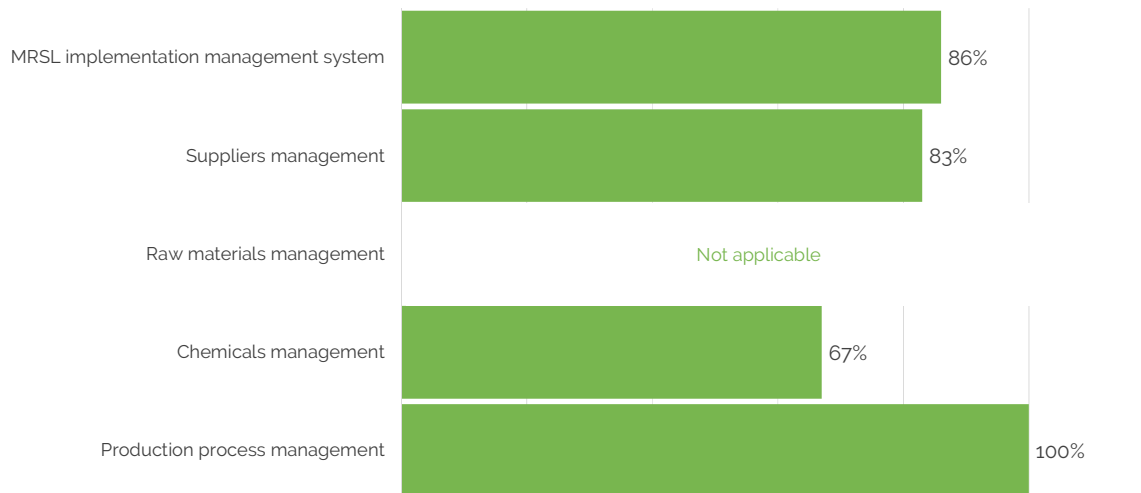 MRSL implementation management system
86%
Suppliers management
83%
Raw materials management
Not applicable
Chemicals management
67%
Production process management
100%